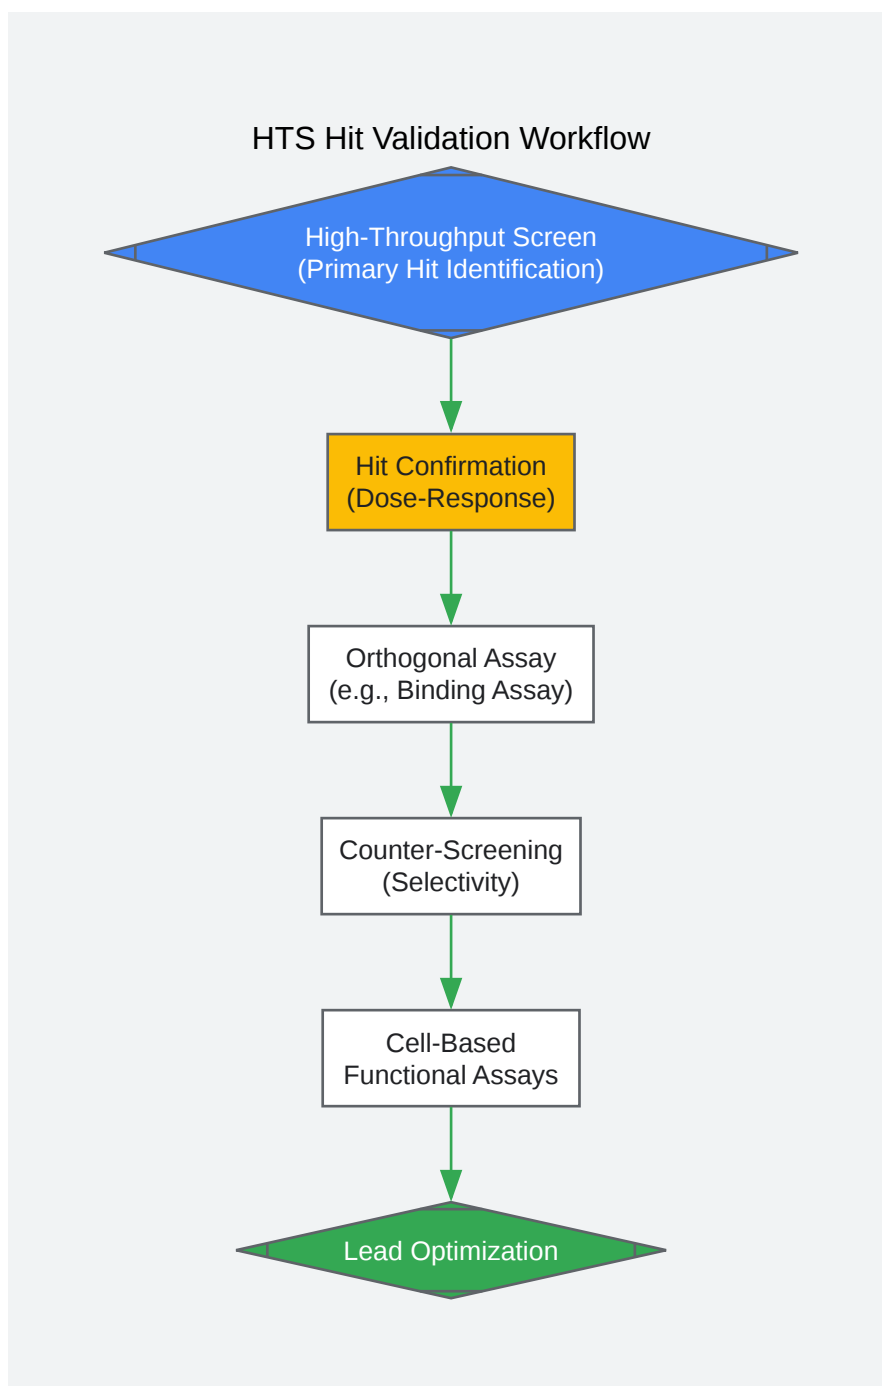 HTS Hit Validation Workflow
High-Throughput Screen
(Primary Hit Identification)
Hit Confirmation
(Dose-Response)
Orthogonal Assay
(e.g., Binding Assay)
Counter-Screening
(Selectivity)
Cell-Based
Functional Assays
Lead Optimization